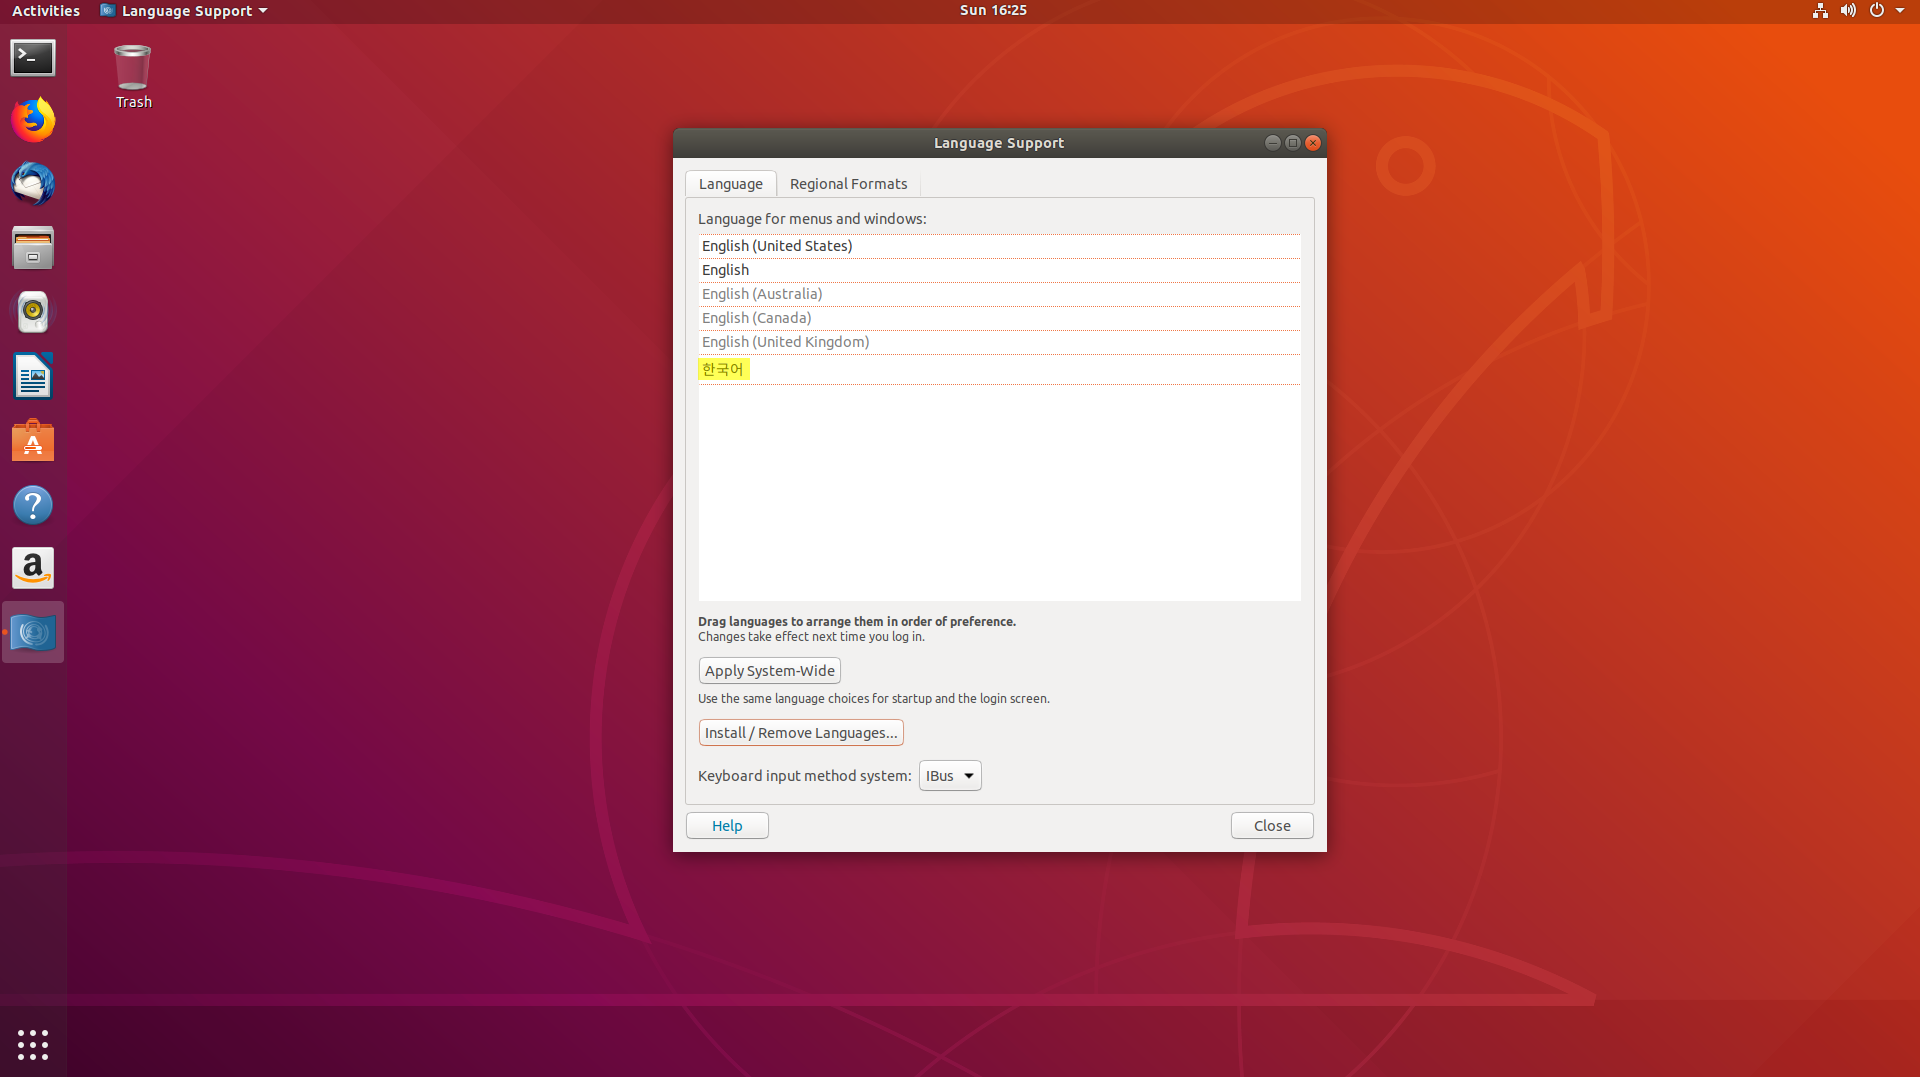 Activities Language Support Sun 16:25
Trash
Language Support
Language Regional Formats
Language for menus and windows:
English (United States)
English
English (Australia)
English (Canada)
English (United Kingdom)
한국어
Drag languages to arrange them in order of preference.
Changes take effect next time you log in.
Apply System-Wide
Use the same language choices for startup and the login screen.
Install / Remove Languages...
Keyboard input method system: IBus
Help Close